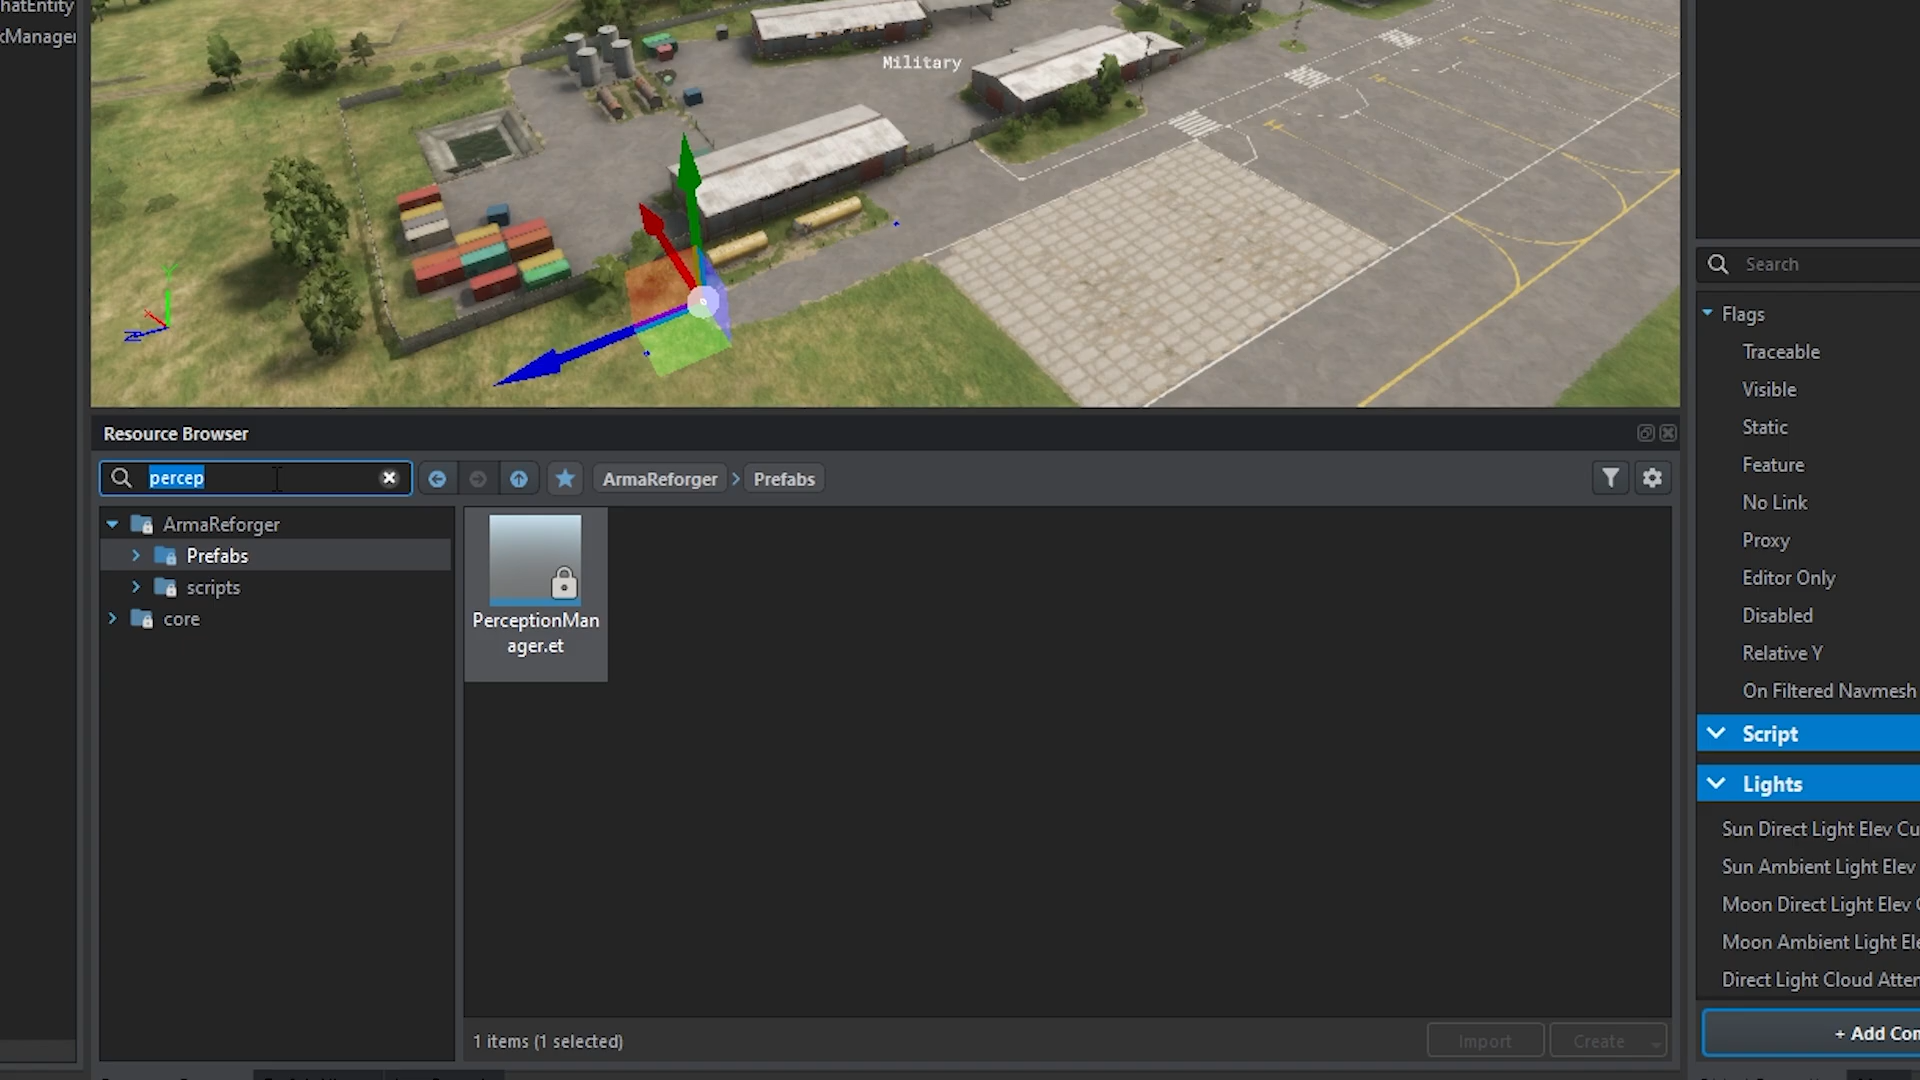 hatEntity
kManager
Military
Z
Y
X
Resource Browser
percep
ArmaReforger
Prefabs
ArmaReforger
Prefabs
scripts
core
PerceptionMan
ager.et
1 items (1 selected)
Import
Create
Search
Flags
Traceable
Visible
Static
Feature
No Link
Proxy
Editor Only
Disabled
Relative Y
On Filtered Navmesh
Script
Lights
Sun Direct Light Elev Cu
Sun Ambient Light Elev
Moon Direct Light Elev
Moon Ambient Light Ele
Direct Light Cloud Atten
+ Add Com